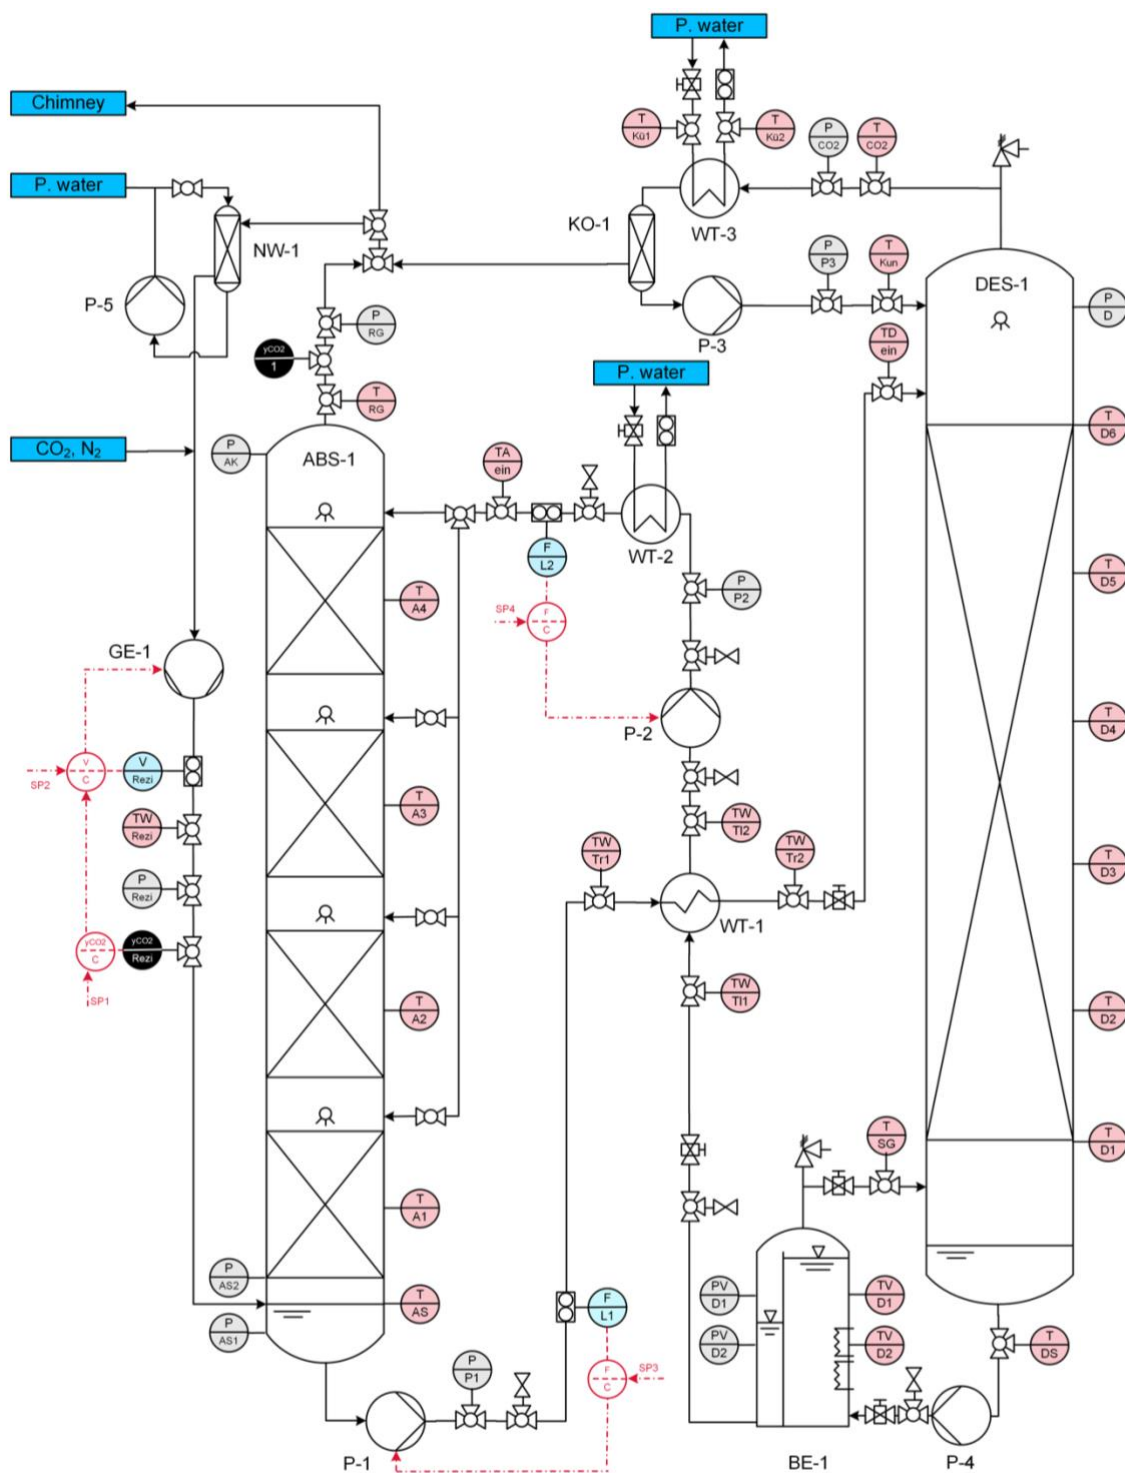 P. water
Chimney
T
Kü1
T
Kü2
P
CO2
T
CO2
P. water
KO-1
WT-3
NW-1
P
P3
T
Kun
DES-1
P
D
P-5
P
RG
P-3
TD
ein
yCO2
1
P. water
T
RG
CO₂, N₂
P
AK
ABS-1
TA
ein
T
D6
F
L2
WT-2
T
D5
P
P2
T
A4
SP4
F
C
GE-1
P-2
T
D4
V
C
V
Rezi
SP2
TW
Rezi
T
A3
TW
Tl2
TW
Tr1
TW
Tr2
T
D3
P
Rezi
WT-1
yCO2
C
yCO2
Rezi
SP1
TW
Tl1
T
A2
T
D2
T
SG
T
D1
T
A1
P
AS2
T
AS
P
AS1
F
L1
PV
D1
TV
D1
PV
D2
TV
D2
T
DS
P
P1
F
C
SP3
P-1
BE-1
P-4